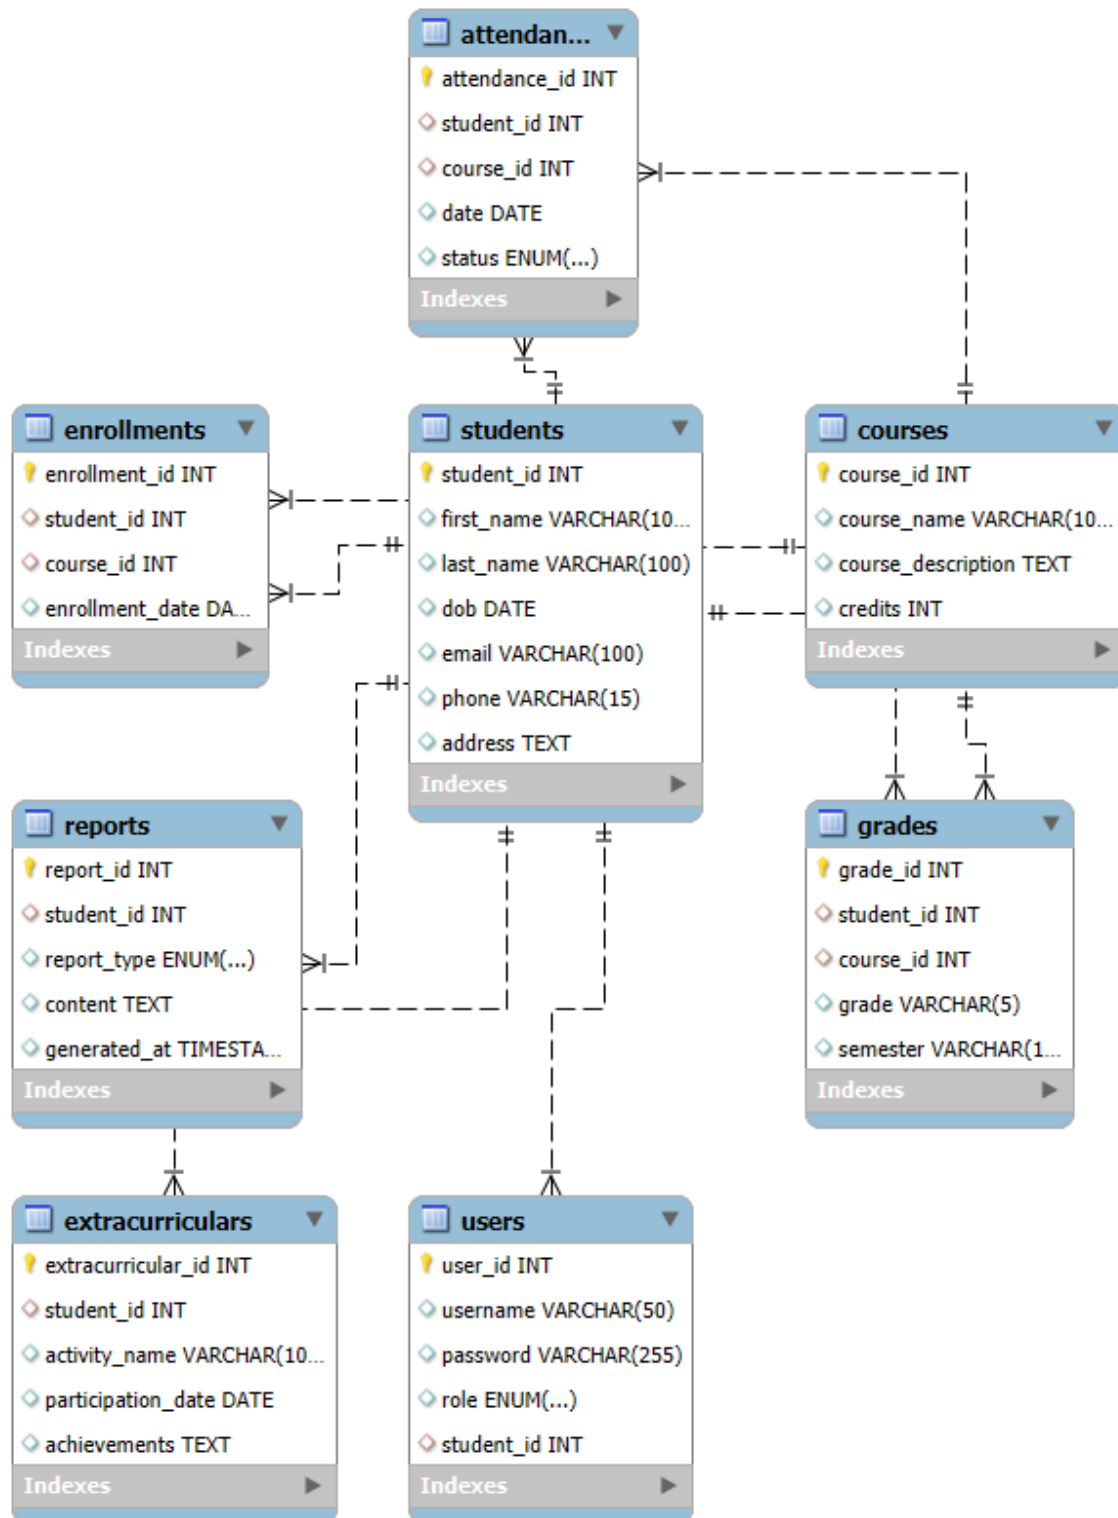 attendan...
attendance_id INT
student_id INT
course_id INT
date DATE
status ENUM(...)
Indexes
enrollments
enrollment_id INT
student_id INT
course_id INT
enrollment_date DA...
Indexes
students
student_id INT
first_name VARCHAR(10...
last_name VARCHAR(100)
dob DATE
email VARCHAR(100)
phone VARCHAR(15)
address TEXT
Indexes
courses
course_id INT
course_name VARCHAR(10...
course_description TEXT
credits INT
Indexes
reports
report_id INT
student_id INT
report_type ENUM(...)
content TEXT
generated_at TIMESTA...
Indexes
grades
grade_id INT
student_id INT
course_id INT
grade VARCHAR(5)
semester VARCHAR(1...
Indexes
extracurriculars
extracurricular_id INT
student_id INT
activity_name VARCHAR(10...
participation_date DATE
achievements TEXT
Indexes
users
user_id INT
username VARCHAR(50)
password VARCHAR(255)
role ENUM(...)
student_id INT
Indexes